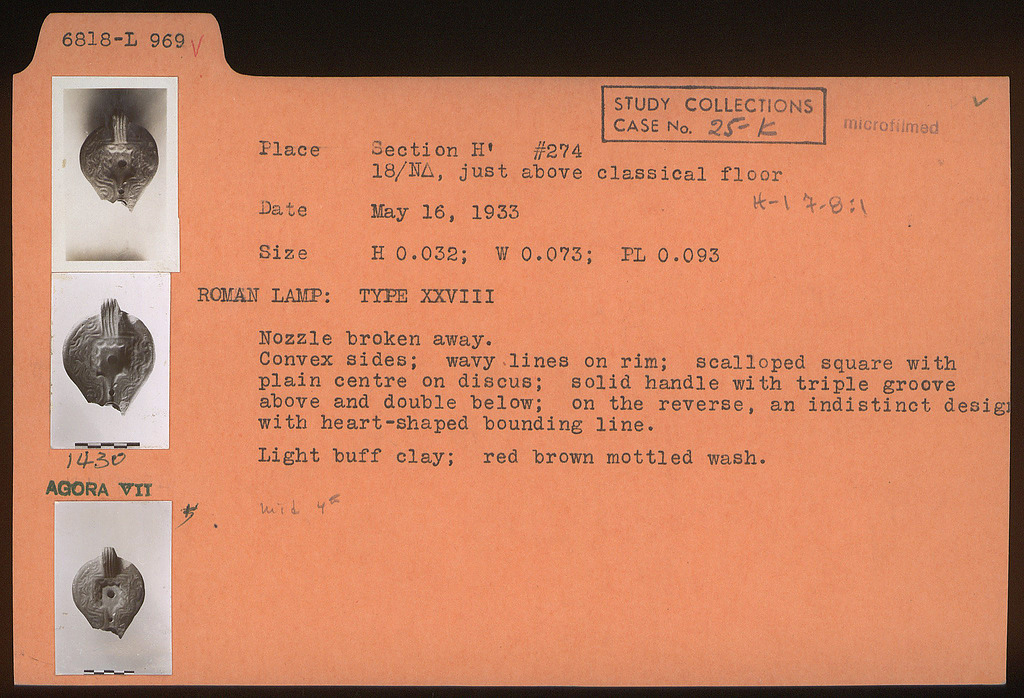 6818-L 969 √
STUDY COLLECTIONS
CASE No. 25-K
microfilmed
Place Section H' #274
18/NΔ, just above classical floor
H-1 7-8:1
Date May 16, 1933
Size H 0.032; W 0.073; PL 0.093
ROMAN LAMP: TYPE XXVIII
Nozzle broken away.
Convex sides; wavy lines on rim; scalloped square with
plain centre on discus; solid handle with triple groove
above and double below; on the reverse, an indistinct desig
with heart-shaped bounding line.
Light buff clay; red brown mottled wash.
1430
AGORA VII
mid 4c